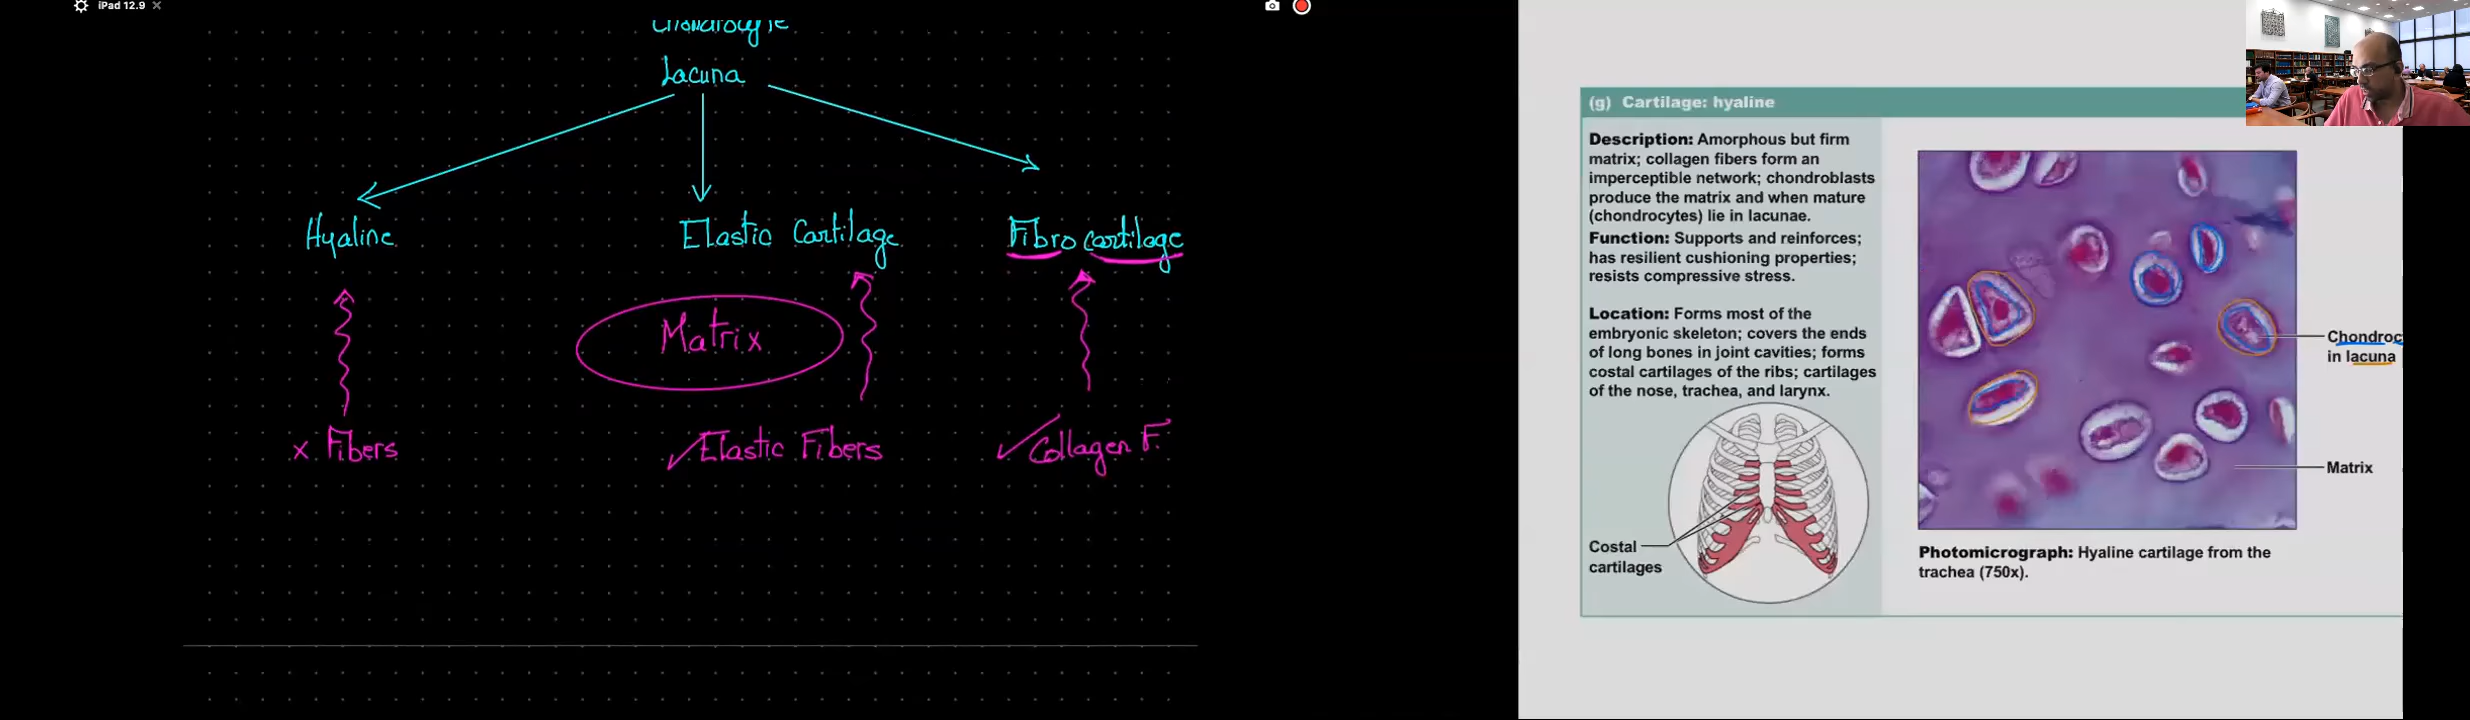 iPad 12.9
Chondrocyte
Lacuna
Hyaline
Elastic Cartilage
Fibrocartilage
Matrix
x Fibers
✓Elastic Fibers
✓Collagen F.
(g) Cartilage: hyaline
Description: Amorphous but firm
matrix; collagen fibers form an
imperceptible network; chondroblasts
produce the matrix and when mature
(chondrocytes) lie in lacunae.
Function: Supports and reinforces;
has resilient cushioning properties;
resists compressive stress.
Location: Forms most of the
embryonic skeleton; covers the ends
of long bones in joint cavities; forms
costal cartilages of the ribs; cartilages
of the nose, trachea, and larynx.
Costal
cartilages
Chondroc
in lacuna
Matrix
Photomicrograph: Hyaline cartilage from the
trachea (750x).